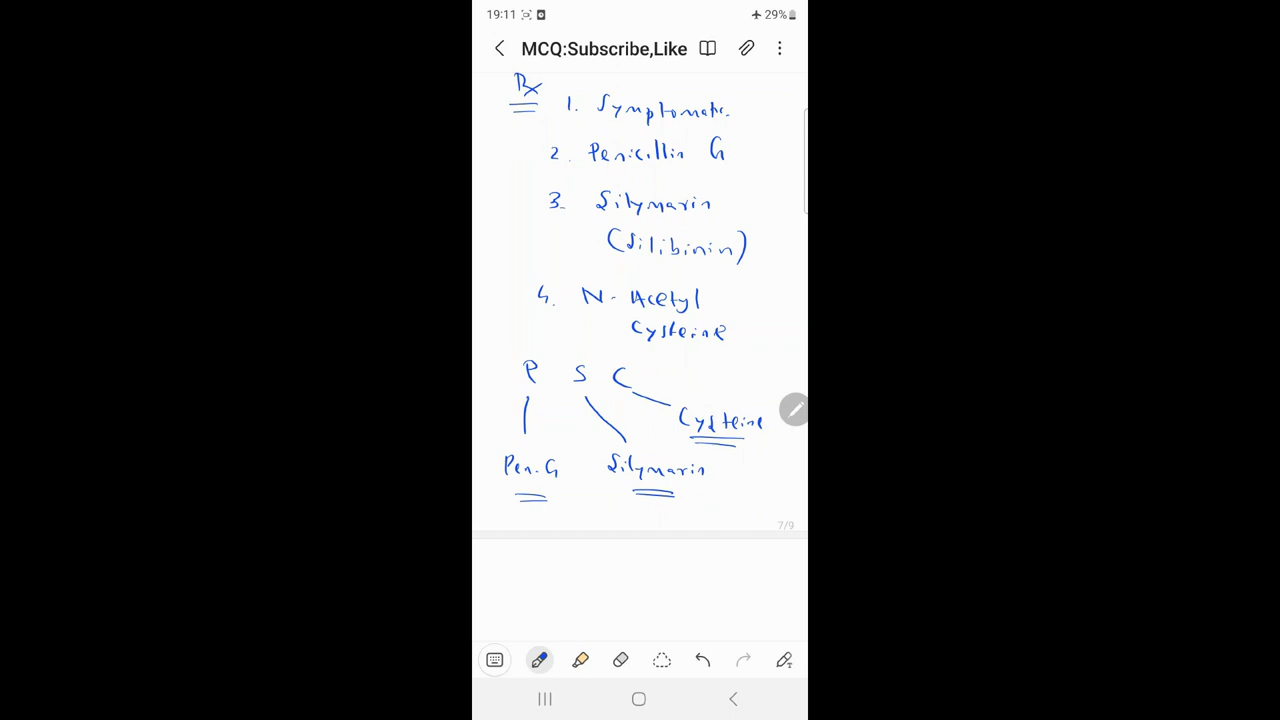 19:11 29%
MCQ:Subscribe,Like
Rx
1. Symptomatic.
2. Penicillin G
3. Silymarin
(Silibinin)
4. N-Acetyl
Cysteine
P S C
Cysteine
Pen.G Silymarin
7/9